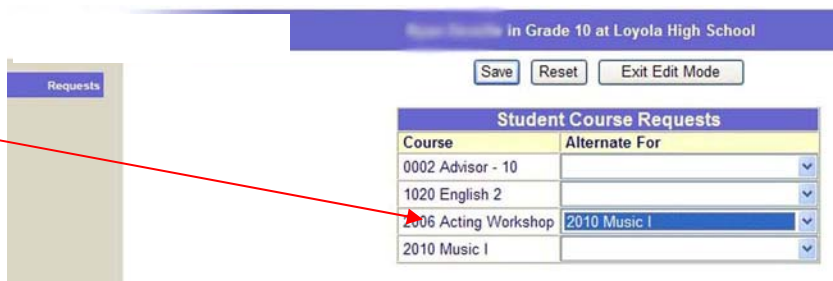 in Grade 10 at Loyola High School
Save Reset Exit Edit Mode
Requests
Student Course Requests
Course Alternate For
0002 Advisor - 10
1020 English 2
2006 Acting Workshop 2010 Music I
2010 Music I